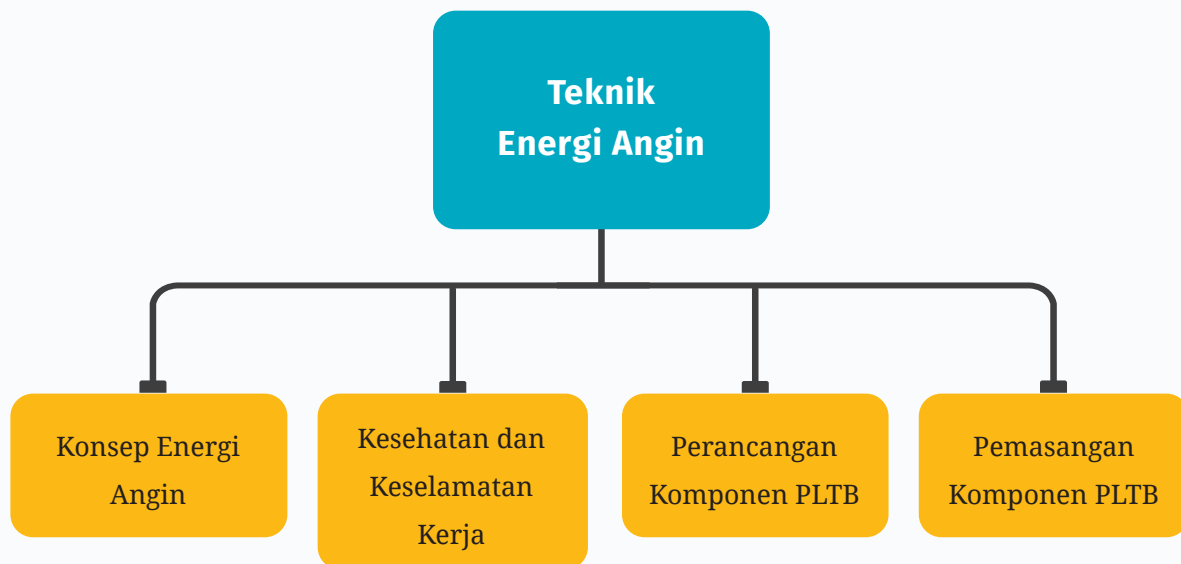 Teknik
Energi Angin
Konsep Energi
Angin
Kesehatan dan
Keselamatan
Kerja
Perancangan
Komponen PLTB
Pemasangan
Komponen PLTB